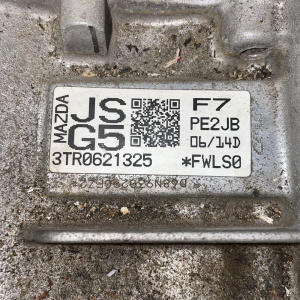 MAZDA
JS F7
G5 PE2JB
06/14D
3TR0621325 *FWLS0